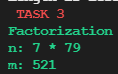 TASK 3
Factorization
n: 7 * 79
m: 521